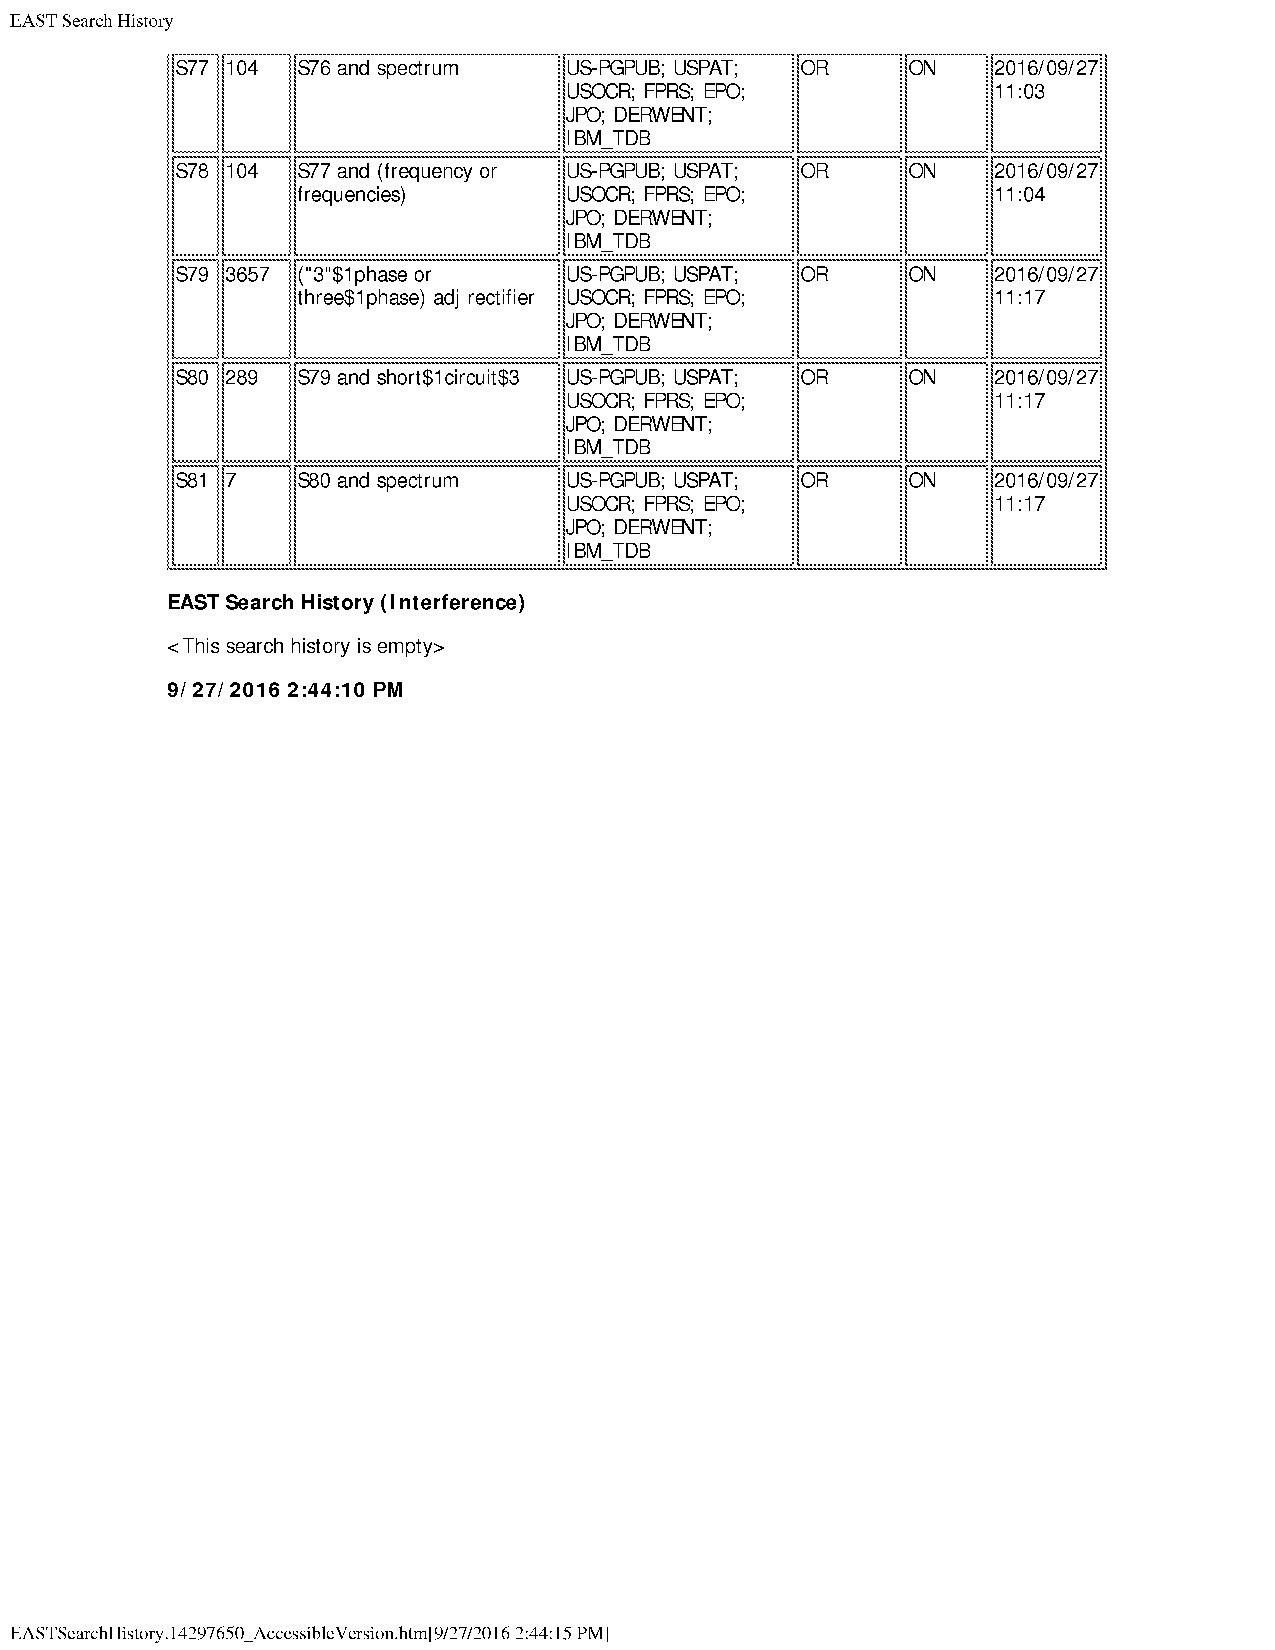 EAST Search History
S77 104 S76 and spectrum US-PGPUB; USPAT; OR ON 2016/09/27
USOCR; FPRS; EPO; 11:03
JPO; DERWENT;
IBM_TDB
S78 104 S77 and (frequency or US-PGPUB; USPAT; OR ON 2016/09/27
frequencies) USOCR; FPRS; EPO; 11:04
JPO; DERWENT;
IBM_TDB
S79 3657 ("3"$1phase or US-PGPUB; USPAT; OR ON 2016/09/27
three$1phase) adj rectifier USOCR; FPRS; EPO; 11:17
JPO; DERWENT;
IBM_TDB
S80 289 S79 and short$1circuit$3 US-PGPUB; USPAT; OR ON 2016/09/27
USOCR; FPRS; EPO; 11:17
JPO; DERWENT;
IBM_TDB
S81 7 S80 and spectrum US-PGPUB; USPAT; OR ON 2016/09/27
USOCR; FPRS; EPO; 11:17
JPO; DERWENT;
IBM_TDB
EAST Search History (Interference)
<This search history is empty>
9/27/2016 2:44:10 PM
EASTSearchHistory.14297650_AccessibleVersion.htm[9/27/2016 2:44:15 PM]